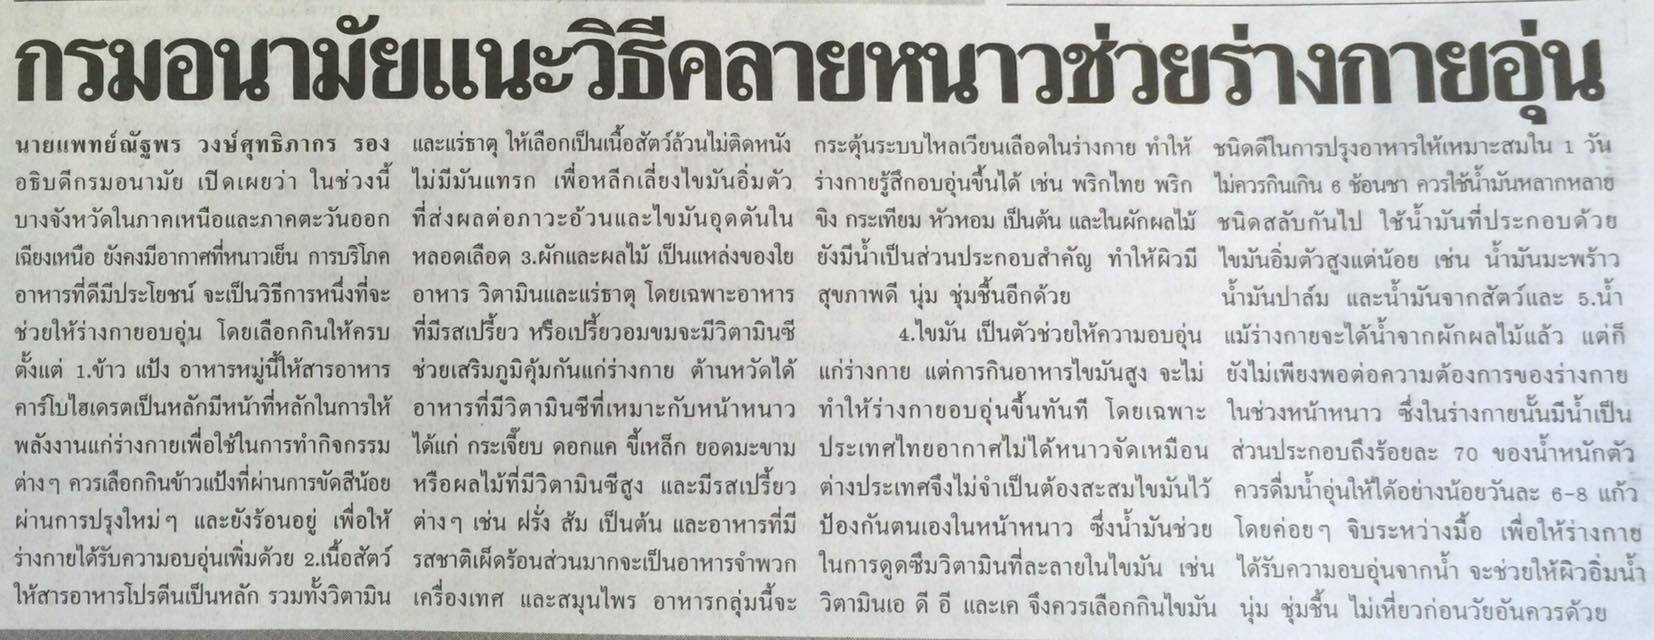 กรมอนามัยแนะวิธีคลายหนาวช่วยร่างกายอุ่น
นายแพทย์ณัฐพร วงษ์ศุทธิภากร รอง
อธิบดีกรมอนามัย เปิดเผยว่า ในช่วงนี้
บางจังหวัดในภาคเหนือและภาคตะวันออก
เฉียงเหนือ ยังคงมีอากาศที่หนาวเย็น การบริโภค
อาหารที่ดีมีประโยชน์ จะเป็นวิธีการหนึ่งที่จะ
ช่วยให้ร่างกายอบอุ่น โดยเลือกกินให้ครบ
ตั้งแต่ 1.ข้าว แป้ง อาหารหมู่นี้ให้สารอาหาร
คาร์โบไฮเดรตเป็นหลักมีหน้าที่หลักในการให้
พลังงานแก่ร่างกายเพื่อใช้ในการทำกิจกรรม
ต่างๆ ควรเลือกกินข้าวแป้งที่ผ่านการขัดสีน้อย
ผ่านการปรุงใหม่ๆ และยังร้อนอยู่ เพื่อให้
ร่างกายได้รับความอบอุ่นเพิ่มด้วย 2.เนื้อสัตว์
ให้สารอาหารโปรตีนเป็นหลัก รวมทั้งวิตามิน
และแร่ธาตุ ให้เลือกเป็นเนื้อสัตว์ล้วนไม่ติดหนัง
ไม่มีมันแทรก เพื่อหลีกเลี่ยงไขมันอิ่มตัว
ที่ส่งผลต่อภาวะอ้วนและไขมันอุดตันใน
หลอดเลือด 3.ผักและผลไม้ เป็นแหล่งของใย
อาหาร วิตามินและแร่ธาตุ โดยเฉพาะอาหาร
ที่มีรสเปรี้ยว หรือเปรี้ยวอมขมจะมีวิตามินซี
ช่วยเสริมภูมิคุ้มกันแก่ร่างกาย ต้านหวัดได้
อาหารที่มีวิตามินซีที่เหมาะกับหน้าหนาว
ได้แก่ กระเจี๊ยบ ดอกแค ขี้เหล็ก ยอดมะขาม
หรือผลไม้ที่มีวิตามินซีสูง และมีรสเปรี้ยว
ต่างๆ เช่น ฝรั่ง ส้ม เป็นต้น และอาหารที่มี
รสชาติเผ็ดร้อนส่วนมากจะเป็นอาหารจำพวก
เครื่องเทศ และสมุนไพร อาหารกลุ่มนี้จะ
กระตุ้นระบบไหลเวียนเลือดในร่างกาย ทำให้
ร่างกายรู้สึกอบอุ่นขึ้นได้ เช่น พริกไทย พริก
ขิง กระเทียม หัวหอม เป็นต้น และในผักผลไม้
ยังมีน้ำเป็นส่วนประกอบสำคัญ ทำให้ผิวมี
สุขภาพดี นุ่ม ชุ่มชื้นอีกด้วย
4.ไขมัน เป็นตัวช่วยให้ความอบอุ่น
แก่ร่างกาย แต่การกินอาหารไขมันสูง จะไม่
ทำให้ร่างกายอบอุ่นขึ้นทันที โดยเฉพาะ
ประเทศไทยอากาศไม่ได้หนาวจัดเหมือน
ต่างประเทศจึงไม่จำเป็นต้องสะสมไขมันไว้
ป้องกันตนเองในหน้าหนาว ซึ่งน้ำมันช่วย
ในการดูดซึมวิตามินที่ละลายในไขมัน เช่น
วิตามินเอ ดี อี และเค จึงควรเลือกกินไขมัน
ชนิดดีในการปรุงอาหารให้เหมาะสมใน 1 วัน
ไม่ควรกินเกิน 6 ช้อนชา ควรใช้น้ำมันหลากหลาย
ชนิดสลับกันไป ใช้น้ำมันที่ประกอบด้วย
ไขมันอิ่มตัวสูงแต่น้อย เช่น น้ำมันมะพร้าว
น้ำมันปาล์ม และน้ำมันจากสัตว์และ 5.น้ำ
แม้ร่างกายจะได้น้ำจากผักผลไม้แล้ว แต่ก็
ยังไม่เพียงพอต่อความต้องการของร่างกาย
ในช่วงหน้าหนาว ซึ่งในร่างกายนั้นมีน้ำเป็น
ส่วนประกอบถึงร้อยละ 70 ของน้ำหนักตัว
ควรดื่มน้ำอุ่นให้ได้อย่างน้อยวันละ 6-8 แก้ว
โดยค่อยๆ จิบระหว่างมื้อ เพื่อให้ร่างกาย
ได้รับความอบอุ่นจากน้ำ จะช่วยให้ผิวอิ่มน้ำ
นุ่ม ชุ่มชื้น ไม่เหี่ยวก่อนวัยอันควรด้วย